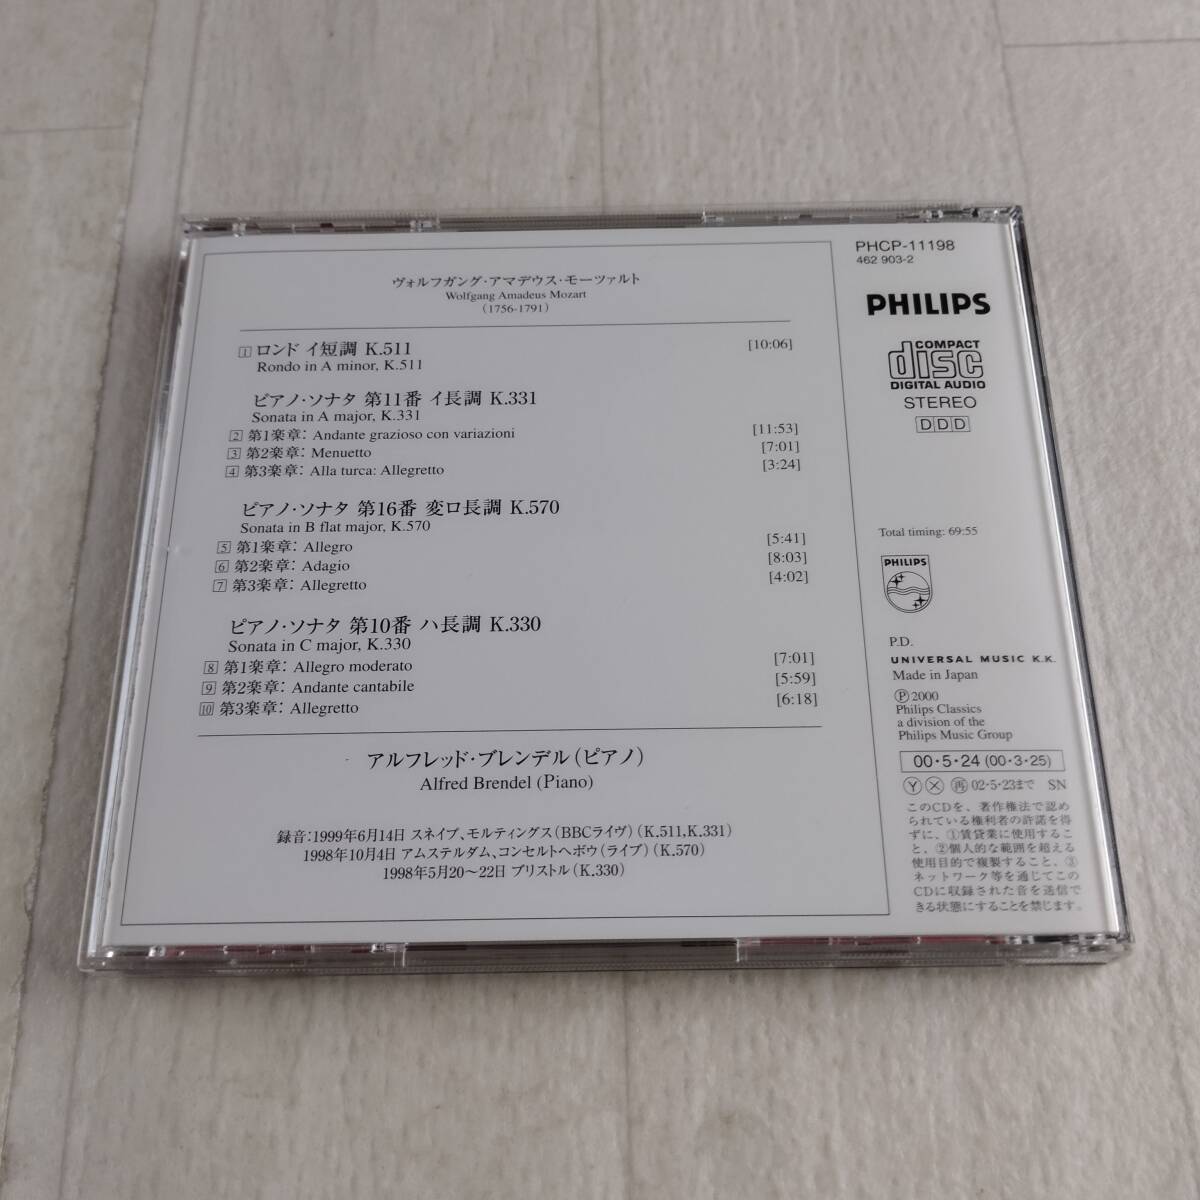 ヴォルフガング・アマデウス・モーツァルト
Wolfgang Amadeus Mozart
(1756-1791)
1 ロンド イ短調 K.511 [10:06]
Rondo in A minor, K.511
ピアノ・ソナタ 第11番 イ長調 K.331
Sonata in A major, K.331
2 第1楽章: Andante grazioso con variazioni [11:53]
3 第2楽章: Menuetto [7:01]
4 第3楽章: Alla turca: Allegretto [3:24]
ピアノ・ソナタ 第16番 変ロ長調 K.570
Sonata in B flat major, K.570
5 第1楽章: Allegro [5:41]
6 第2楽章: Adagio [8:03]
7 第3楽章: Allegretto [4:02]
ピアノ・ソナタ 第10番 ハ長調 K.330
Sonata in C major, K.330
8 第1楽章: Allegro moderato [7:01]
9 第2楽章: Andante cantabile [5:59]
10 第3楽章: Allegretto [6:18]
アルフレッド・ブレンデル(ピアノ)
Alfred Brendel (Piano)
録音:1999年6月14日 スネイプ、モルティングス(BBCライヴ)(K.511,K.331)
1998年10月4日 アムステルダム、コンセルトヘボウ(ライブ)(K.570)
1998年5月20〜22日 ブリストル(K.330)
PHCP-11198
462 903-2
PHILIPS
COMPACT
disc
DIGITAL AUDIO
STEREO
DDD
Total timing: 69:55
PHILIPS
P.D.
UNIVERSAL MUSIC K.K.
Made in Japan
Ⓟ2000
Philips Classics
a division of the
Philips Music Group
00・5・24 (00・3・25)
Ⓨ Ⓧ 再 02・5・23まで SN
このCDを、著作権法で認め
られている権利者の許諾を得
ずに、①賃貸業に使用するこ
と、②個人的な範囲を超える
使用目的で複製すること、③
ネットワーク等を通じてこの
CDに収録された音を送信で
きる状態にすることを禁じます。